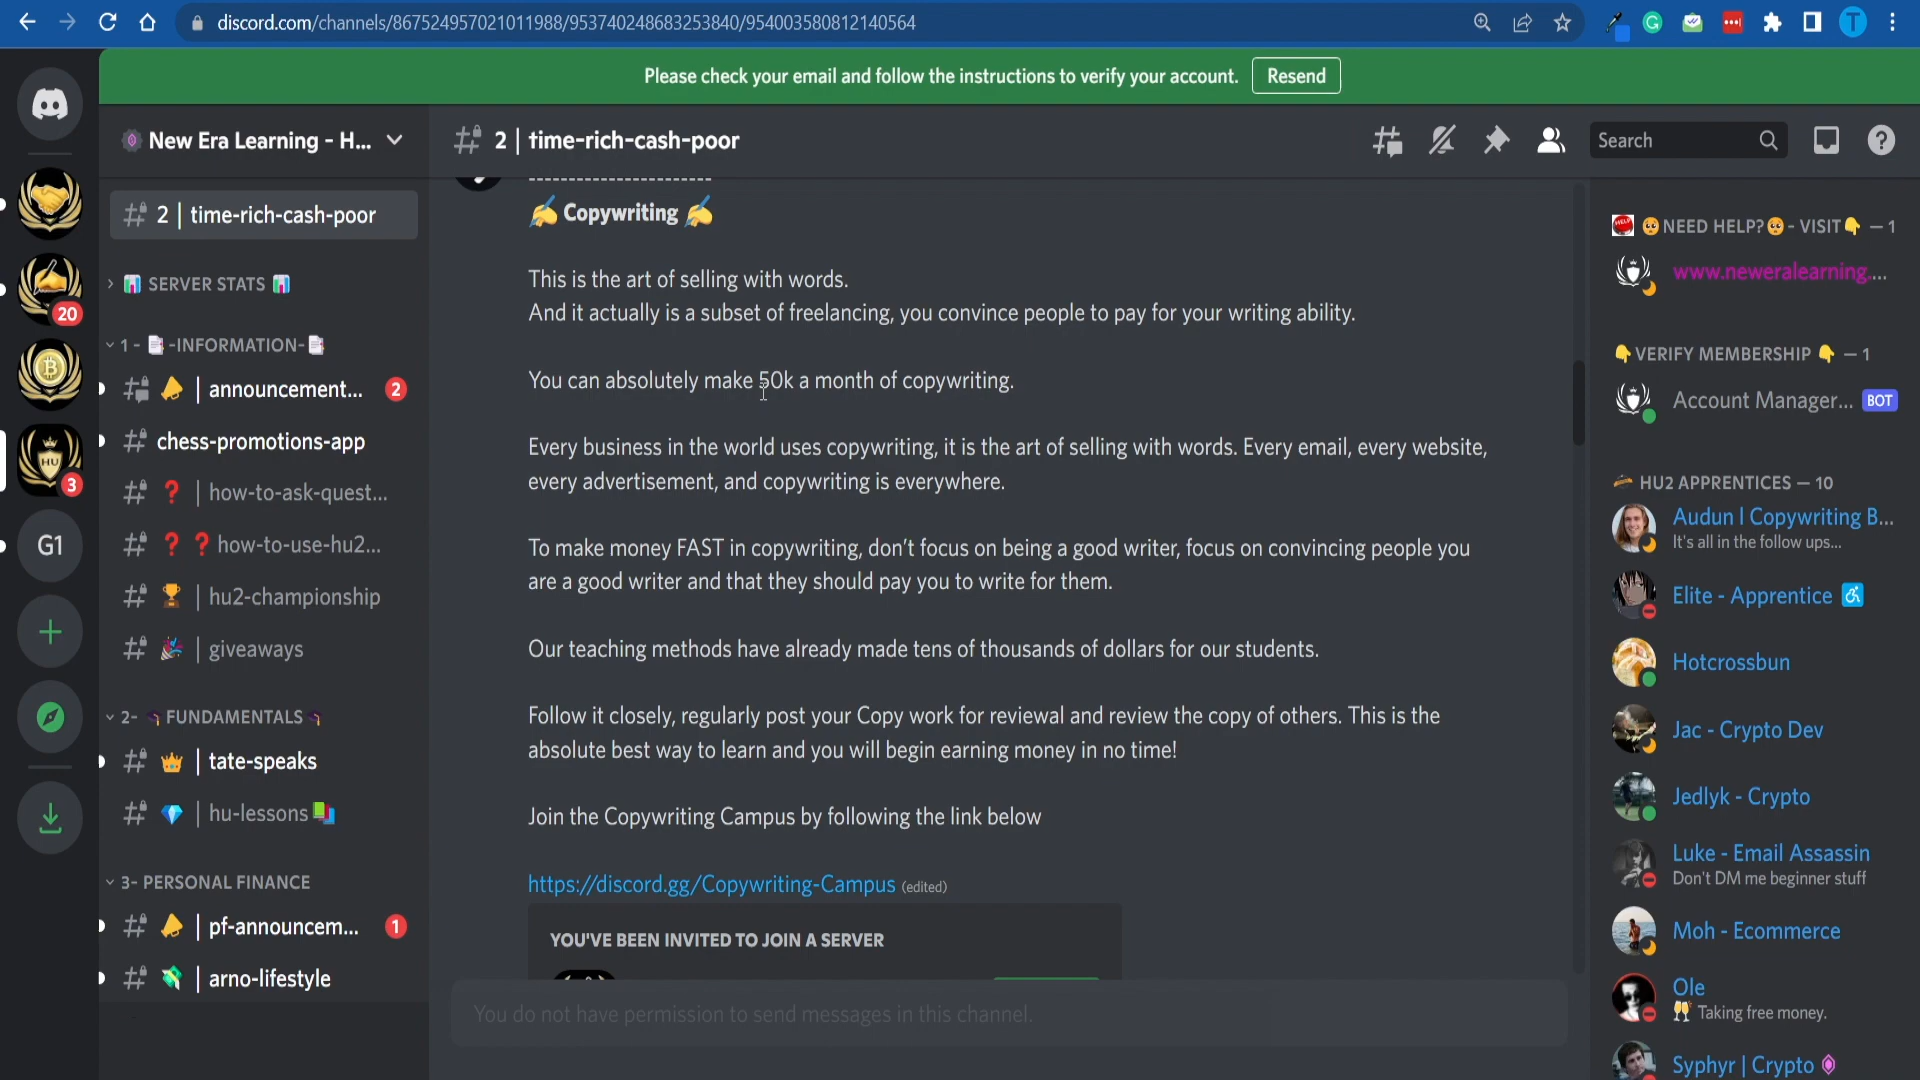 discord.com/channels/867524957021011988/953740248683253840/954003580812140564
T
Please check your email and follow the instructions to verify your account.
Resend
New Era Learning - H...
2 | time-rich-cash-poor
Search
2 | time-rich-cash-poor
SERVER STATS
1 - -INFORMATION-
| announcement...
2
chess-promotions-app
| how-to-ask-quest...
how-to-use-hu2...
| hu2-championship
| giveaways
2- FUNDAMENTALS
| tate-speaks
| hu-lessons
3- PERSONAL FINANCE
| pf-announcem...
1
| arno-lifestyle
20
HU
3
G1
Copywriting
This is the art of selling with words.
And it actually is a subset of freelancing, you convince people to pay for your writing ability.
You can absolutely make 50k a month of copywriting.
Every business in the world uses copywriting, it is the art of selling with words. Every email, every website,
every advertisement, and copywriting is everywhere.
To make money FAST in copywriting, don't focus on being a good writer, focus on convincing people you
are a good writer and that they should pay you to write for them.
Our teaching methods have already made tens of thousands of dollars for our students.
Follow it closely, regularly post your Copy work for reviewal and review the copy of others. This is the
absolute best way to learn and you will begin earning money in no time!
Join the Copywriting Campus by following the link below
https://discord.gg/Copywriting-Campus (edited)
YOU'VE BEEN INVITED TO JOIN A SERVER
You do not have permission to send messages in this channel.
NEED HELP? - VISIT — 1
www.neweralearning....
VERIFY MEMBERSHIP — 1
Account Manager... BOT
HU2 APPRENTICES — 10
Audun | Copywriting B...
It's all in the follow ups...
Elite - Apprentice
Hotcrossbun
Jac - Crypto Dev
Jedlyk - Crypto
Luke - Email Assassin
Don't DM me beginner stuff
Moh - Ecommerce
Ole
Taking free money.
Syphyr | Crypto